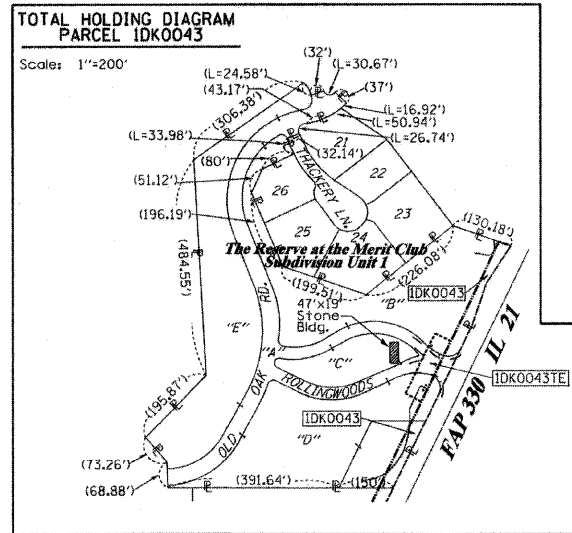 TOTAL HOLDING DIAGRAM
PARCEL 1DK0043
Scale: 1"=200'
(32')
(L=24.58')
(L=30.67')
(43.17')
(37')
(306.38')
(L=16.92')
(L=50.94')
(L=33.98')
(L=26.74')
(32.14')
(80')
21
THACKERY LN.
(51.12')
22
26
(196.19')
23
25
24
(130.18')
The Reserve at the Merit Club
Subdivision Unit 1
(484.55')
(226.08')
(199.51')
"B"
1DK0043
47'x19'
Stone
Bldg.
"E"
"A"
"C"
OLD OAK RD.
ROLLINGWOODS
1DK0043TE
FAP 330 IL 21
(195.87')
1DK0043
"D"
(73.26')
(68.88')
(391.64')
(150')
PL